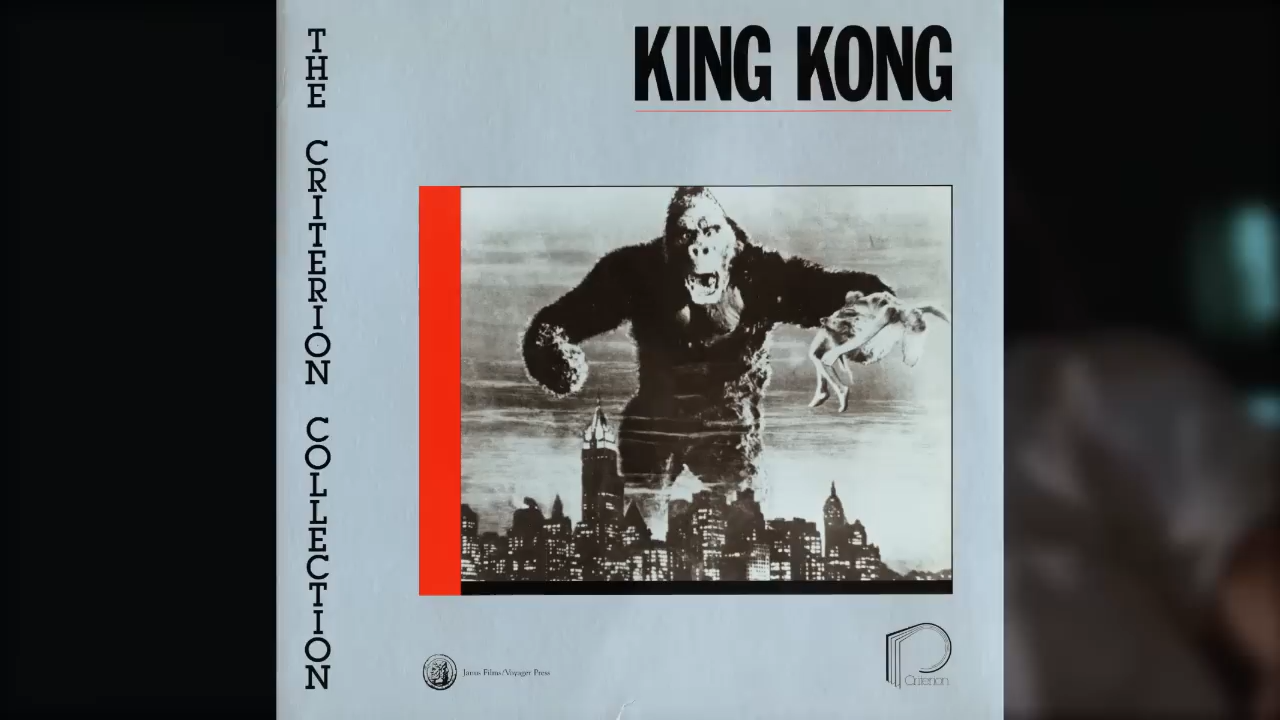 THE CRITERION COLLECTION
KING KONG
Janus Films/Voyager Press
Criterion